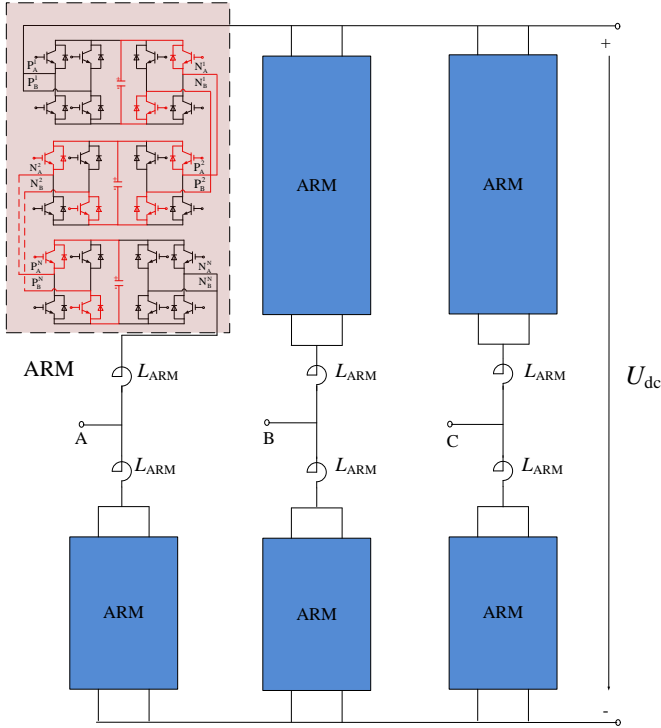 +
P_A^1
P_B^1
N_A^1
N_B^1
N_A^2
N_B^2
P_A^2
P_B^2
P_A^N
P_B^N
N_A^N
N_B^N
ARM
ARM
ARM
L_ARM
L_ARM
L_ARM
U_dc
A
B
C
L_ARM
L_ARM
L_ARM
ARM
ARM
ARM
-